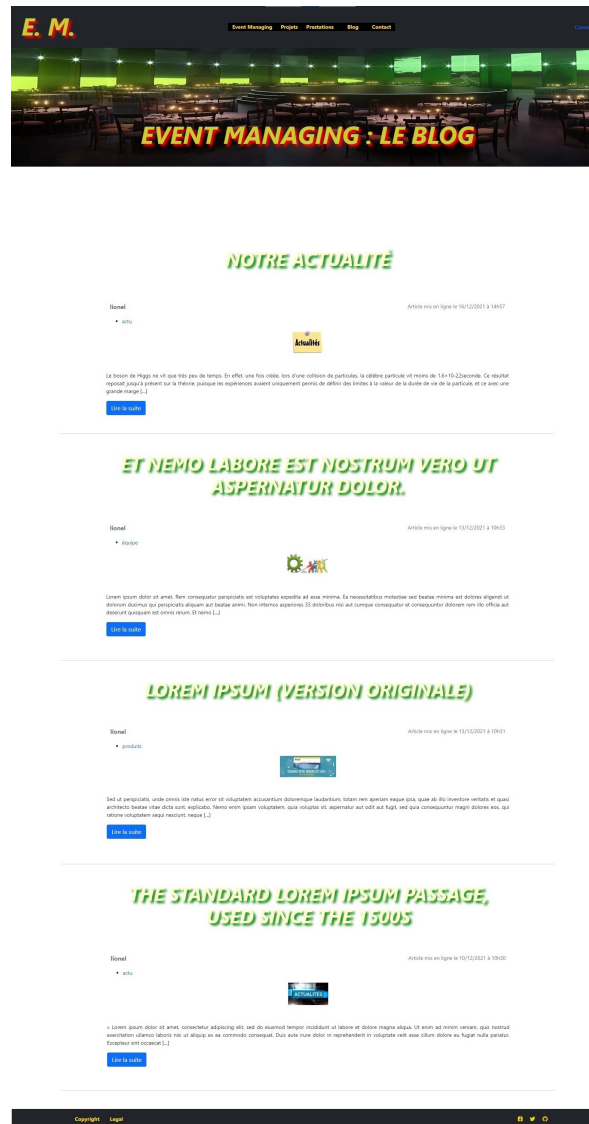 E. M.
Event Managing Projets Prestations Blog Contact
EVENT MANAGING : LE BLOG
NOTRE ACTUALITÉ
lionel
Article mis en ligne le 16/12/2021 à 14h57
actu
Actualités
Le boson de Higgs ne vit que très peu de temps. En effet, une fois créée, lors d'une collision de particules, la célèbre particule vit moins de 1.6×10-22seconde. Ce résultat
reposait jusqu'à présent sur la théorie, puisque les expériences avaient uniquement permis de définir des limites à la valeur de la durée de vie de la particule, et ce avec une
grande marge [...]
Lire la suite
ET NEMO LABORE EST NOSTRUM VERO UT
ASPERNATUR DOLOR.
lionel
Article mis en ligne le 15/12/2021 à 10h33
équipe
Lorem ipsum dolor sit amet. Rem consequatur perspiciatis est voluptates expedita ad esse minima. Ea necessitatibus molestiae sed beatae minima est dolores eligendi ut
dolorum ducimus qui perspiciatis aliquam aut beatae animi. Non internos asperiores 33 doloribus nisi aut cumque consequatur et consequuntur dolorem rem illo officia aut
deserunt quisquam est omnis rerum. Et nemo [...]
Lire la suite
LOREM IPSUM (VERSION ORIGINALE)
lionel
Article mis en ligne le 13/12/2021 à 10h31
produits
Sed ut perspiciatis, unde omnis iste natus error sit voluptatem accusantium doloremque laudantium, totam rem aperiam eaque ipsa, quae ab illo inventore veritatis et quasi
architecto beatae vitae dicta sunt, explicabo. Nemo enim ipsam voluptatem, quia voluptas sit, aspernatur aut odit aut fugit, sed quia consequuntur magni dolores eos, qui
ratione voluptatem sequi nesciunt, neque [...]
Lire la suite
THE STANDARD LOREM IPSUM PASSAGE,
USED SINCE THE 1500S
lionel
Article mis en ligne le 10/12/2021 à 10h30
actu
ACTUALITÉS
« Lorem ipsum dolor sit amet, consectetur adipiscing elit, sed do eiusmod tempor incididunt ut labore et dolore magna aliqua. Ut enim ad minim veniam, quis nostrud
exercitation ullamco laboris nisi ut aliquip ex ea commodo consequat. Duis aute irure dolor in reprehenderit in voluptate velit esse cillum dolore eu fugiat nulla pariatur.
Excepteur sint occaecat [...]
Lire la suite
Copyright Legal